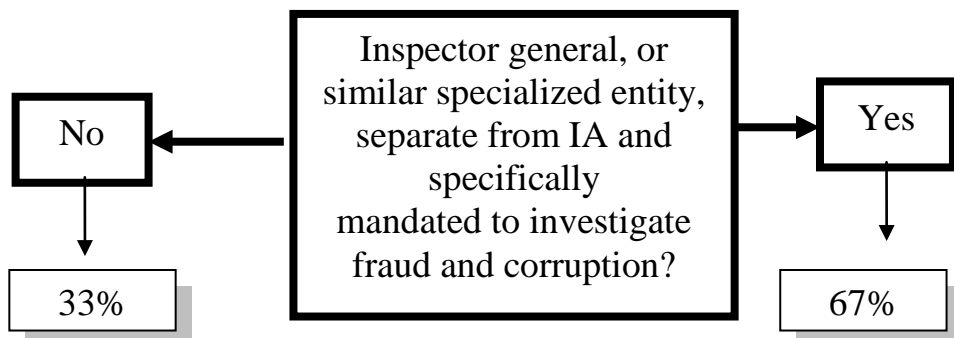 Inspector general, or
similar specialized entity,
separate from IA and
specifically
mandated to investigate
fraud and corruption?
No
Yes
33%
67%